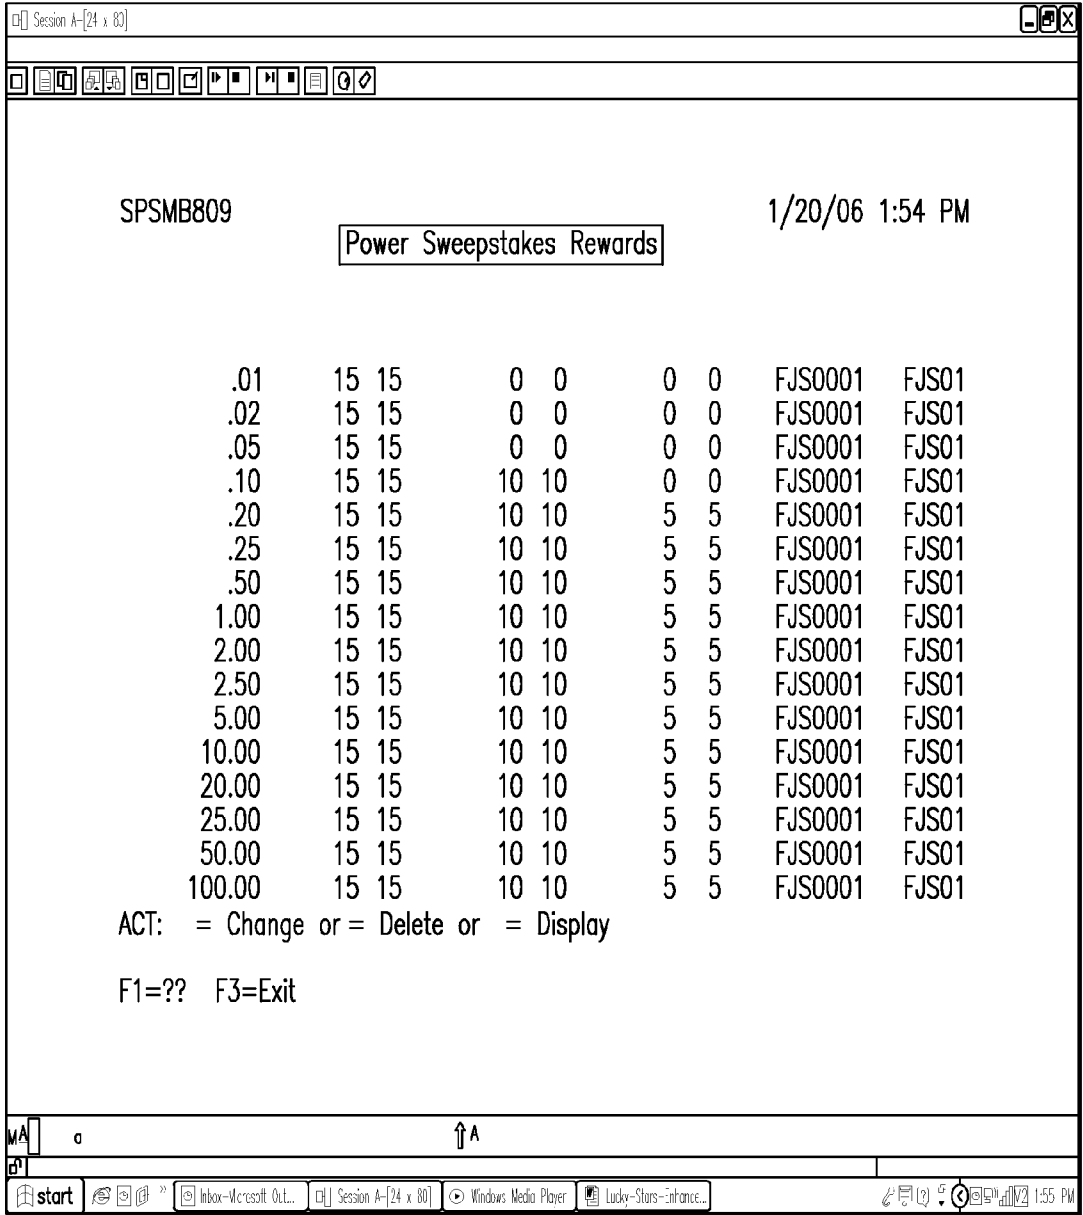 Session A-[24 x 80]
SPSMB809 1/20/06 1:54 PM
Power Sweepstakes Rewards
.01 15 15 0 0 0 0 FJS0001 FJS01
.02 15 15 0 0 0 0 FJS0001 FJS01
.05 15 15 0 0 0 0 FJS0001 FJS01
.10 15 15 10 10 0 0 FJS0001 FJS01
.20 15 15 10 10 5 5 FJS0001 FJS01
.25 15 15 10 10 5 5 FJS0001 FJS01
.50 15 15 10 10 5 5 FJS0001 FJS01
1.00 15 15 10 10 5 5 FJS0001 FJS01
2.00 15 15 10 10 5 5 FJS0001 FJS01
2.50 15 15 10 10 5 5 FJS0001 FJS01
5.00 15 15 10 10 5 5 FJS0001 FJS01
10.00 15 15 10 10 5 5 FJS0001 FJS01
20.00 15 15 10 10 5 5 FJS0001 FJS01
25.00 15 15 10 10 5 5 FJS0001 FJS01
50.00 15 15 10 10 5 5 FJS0001 FJS01
100.00 15 15 10 10 5 5 FJS0001 FJS01
ACT: = Change or = Delete or = Display
F1=?? F3=Exit
MA a A
start Inbox-Microsoft Out... Session A-[24 x 80] Windows Media Player Lucky-Stars-Enhance... V2 1:55 PM